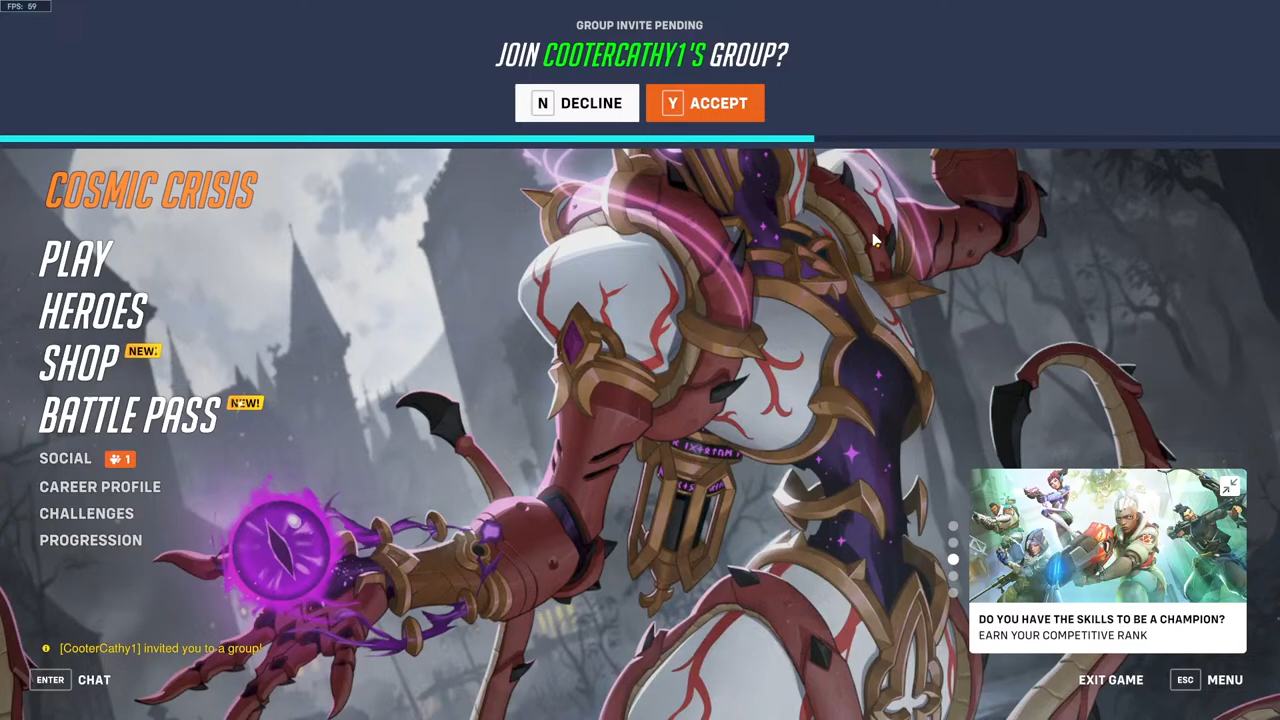 FPS: 59
GROUP INVITE PENDING
JOIN COOTERCATHY1'S GROUP?
N DECLINE
Y ACCEPT
COSMIC CRISIS
PLAY
HEROES
SHOP NEW!
BATTLE PASS NEW!
SOCIAL 1
CAREER PROFILE
CHALLENGES
PROGRESSION
DO YOU HAVE THE SKILLS TO BE A CHAMPION?
EARN YOUR COMPETITIVE RANK
[CooterCathy1] invited you to a group!
ENTER CHAT
EXIT GAME
ESC MENU